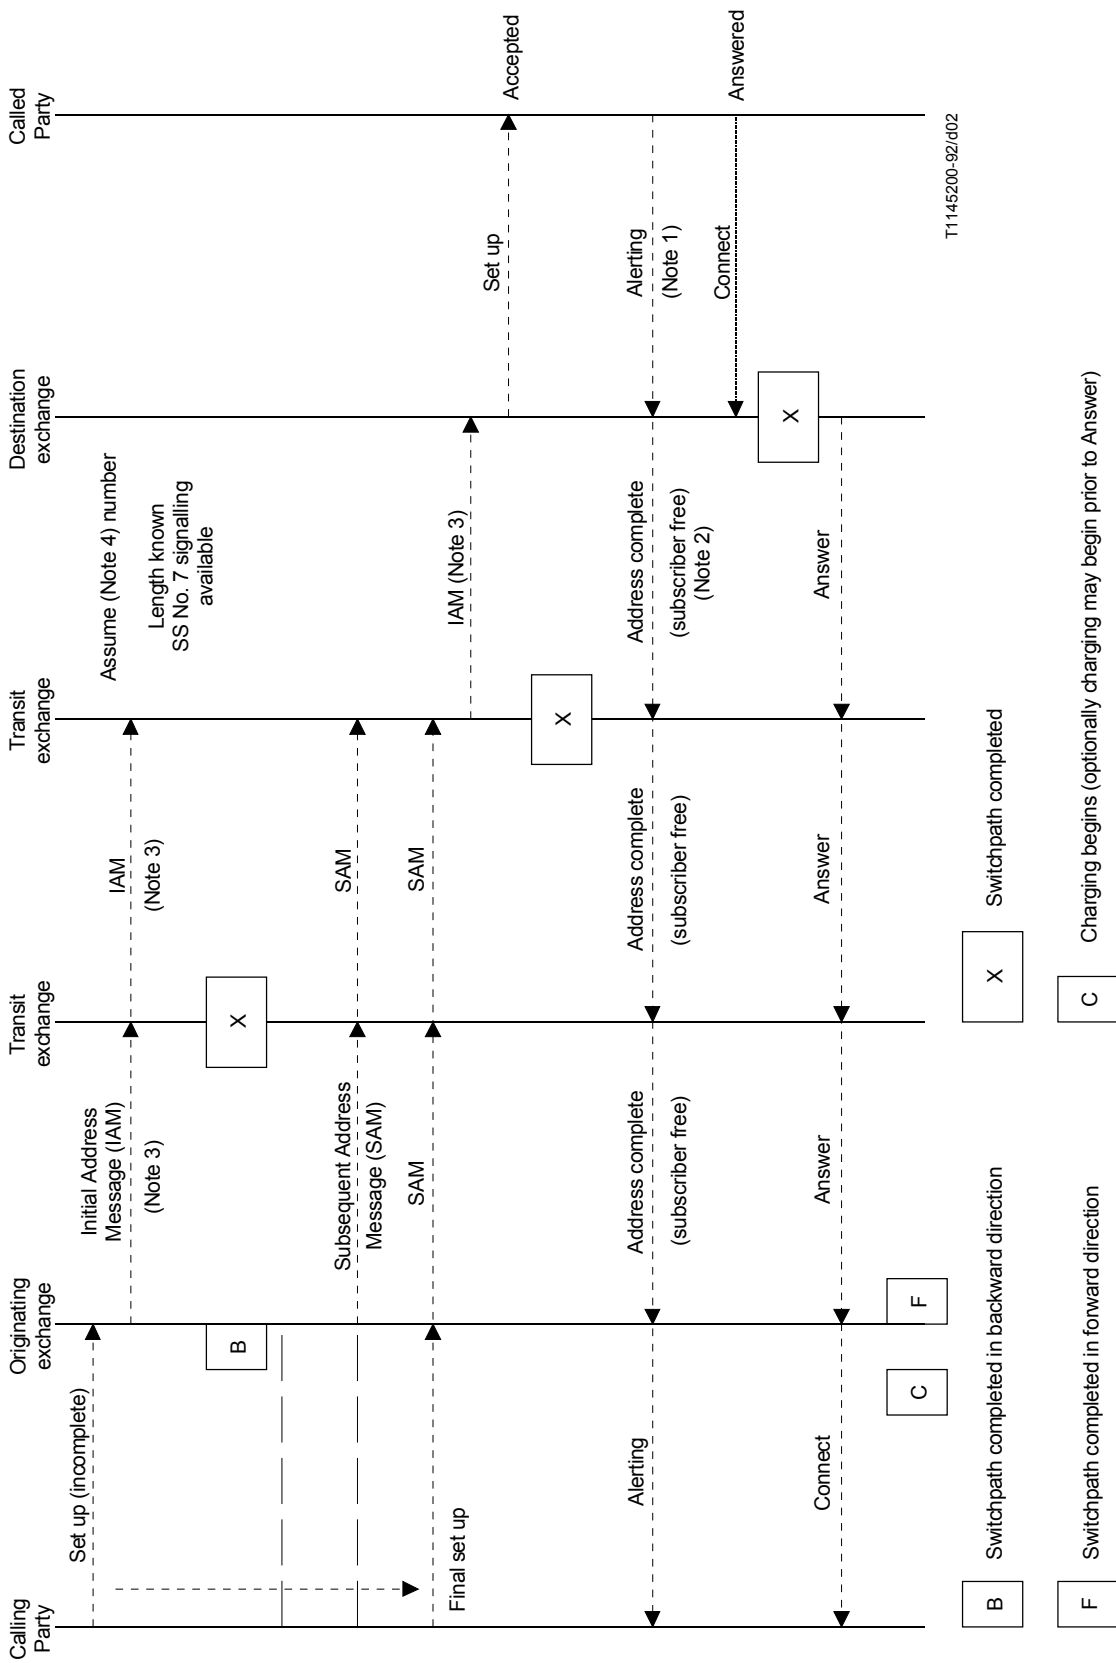 Calling
Party
Originating
exchange
Transit
exchange
Transit
exchange
Destination
exchange
Called
Party
Set up (incomplete)
Initial Address
Message (IAM)
(Note 3)
IAM
(Note 3)
Assume (Note 4) number
Length known
SS No. 7 signalling
available
B
X
Subsequent Address
Message (SAM)
SAM
Final set up
SAM
SAM
IAM (Note 3)
Set up
Accepted
X
Alerting
Address complete
(subscriber free)
Address complete
(subscriber free)
Address complete
(subscriber free)
(Note 2)
Alerting
(Note 1)
Connect
Answered
X
Connect
Answer
Answer
Answer
C
F
T1145200-92/d02
B
Switchpath completed in backward direction
X
Switchpath completed
F
Switchpath completed in forward direction
C
Charging begins (optionally charging may begin prior to Answer)